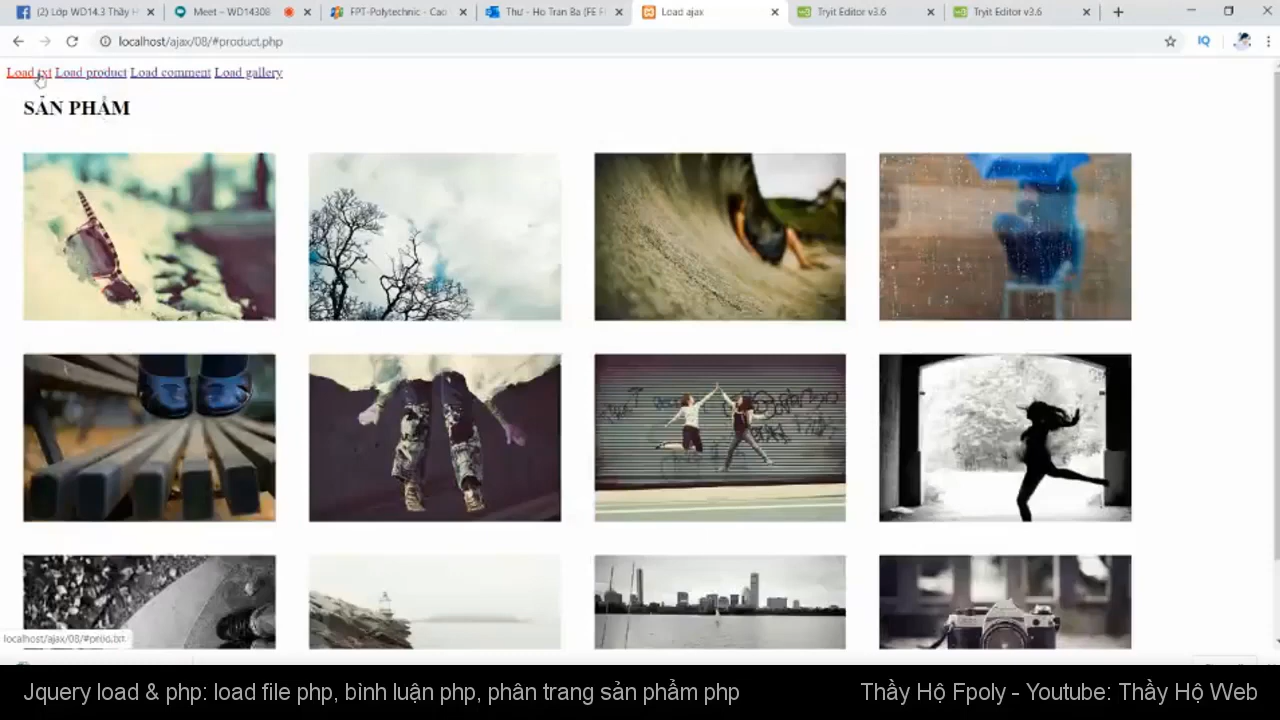 (2) Lớp WD14.3 Thầy H
Meet – WD14308
FPT-Polytechnic - Cao
Thư - Ho Tran Ba (FE F
Load ajax
Tryit Editor v3.6
Tryit Editor v3.6
localhost/ajax/08/#product.php
IQ
Load txt Load product Load comment Load gallery
SẢN PHẨM
localhost/ajax/08/#prod.txt
Jquery load & php: load file php, bình luận php, phân trang sản phẩm php
Thầy Hộ Fpoly - Youtube: Thầy Hộ Web